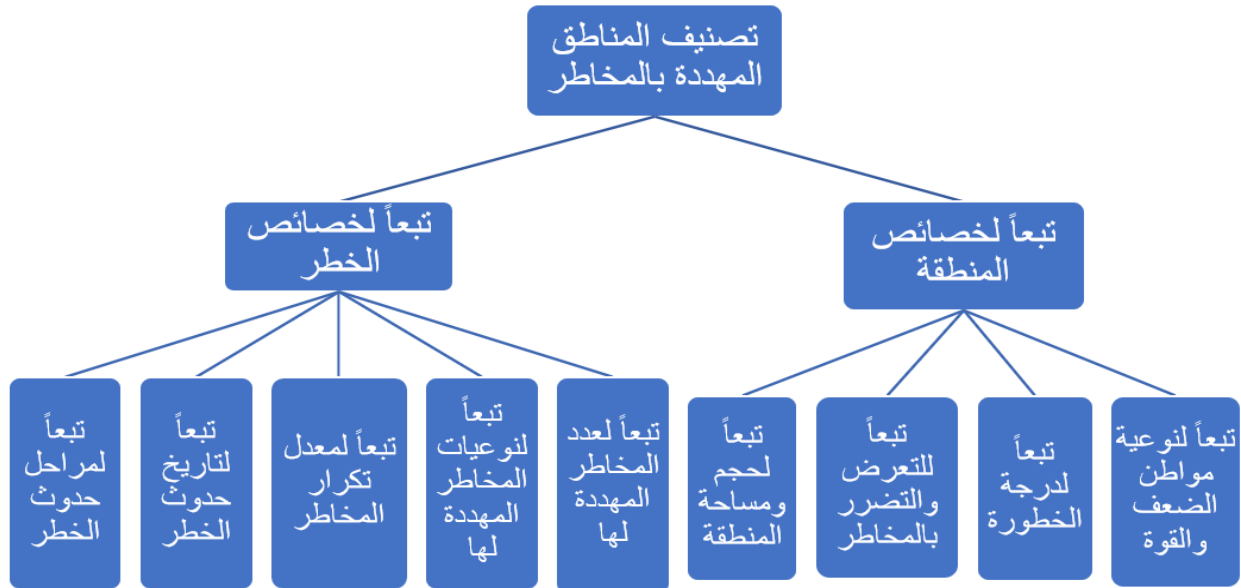 تصنيف المناطق
المهددة بالمخاطر
تبعاً لخصائص
المنطقة
تبعاً لخصائص
الخطر
تبعاً لنوعية
مواطن
الضعف
والقوة
تبعاً
لدرجة
الخطورة
تبعاً
للتعرض
والتضرر
بالمخاطر
تبعاً
لحجم
ومساحة
المنطقة
تبعاً لعدد
المخاطر
المهددة
لها
تبعاً
لنوعيات
المخاطر
المهددة
لها
تبعاً لمعدل
تكرار
المخاطر
تبعاً
لتاريخ
حدوث
الخطر
تبعاً
لمراحل
حدوث
الخطر